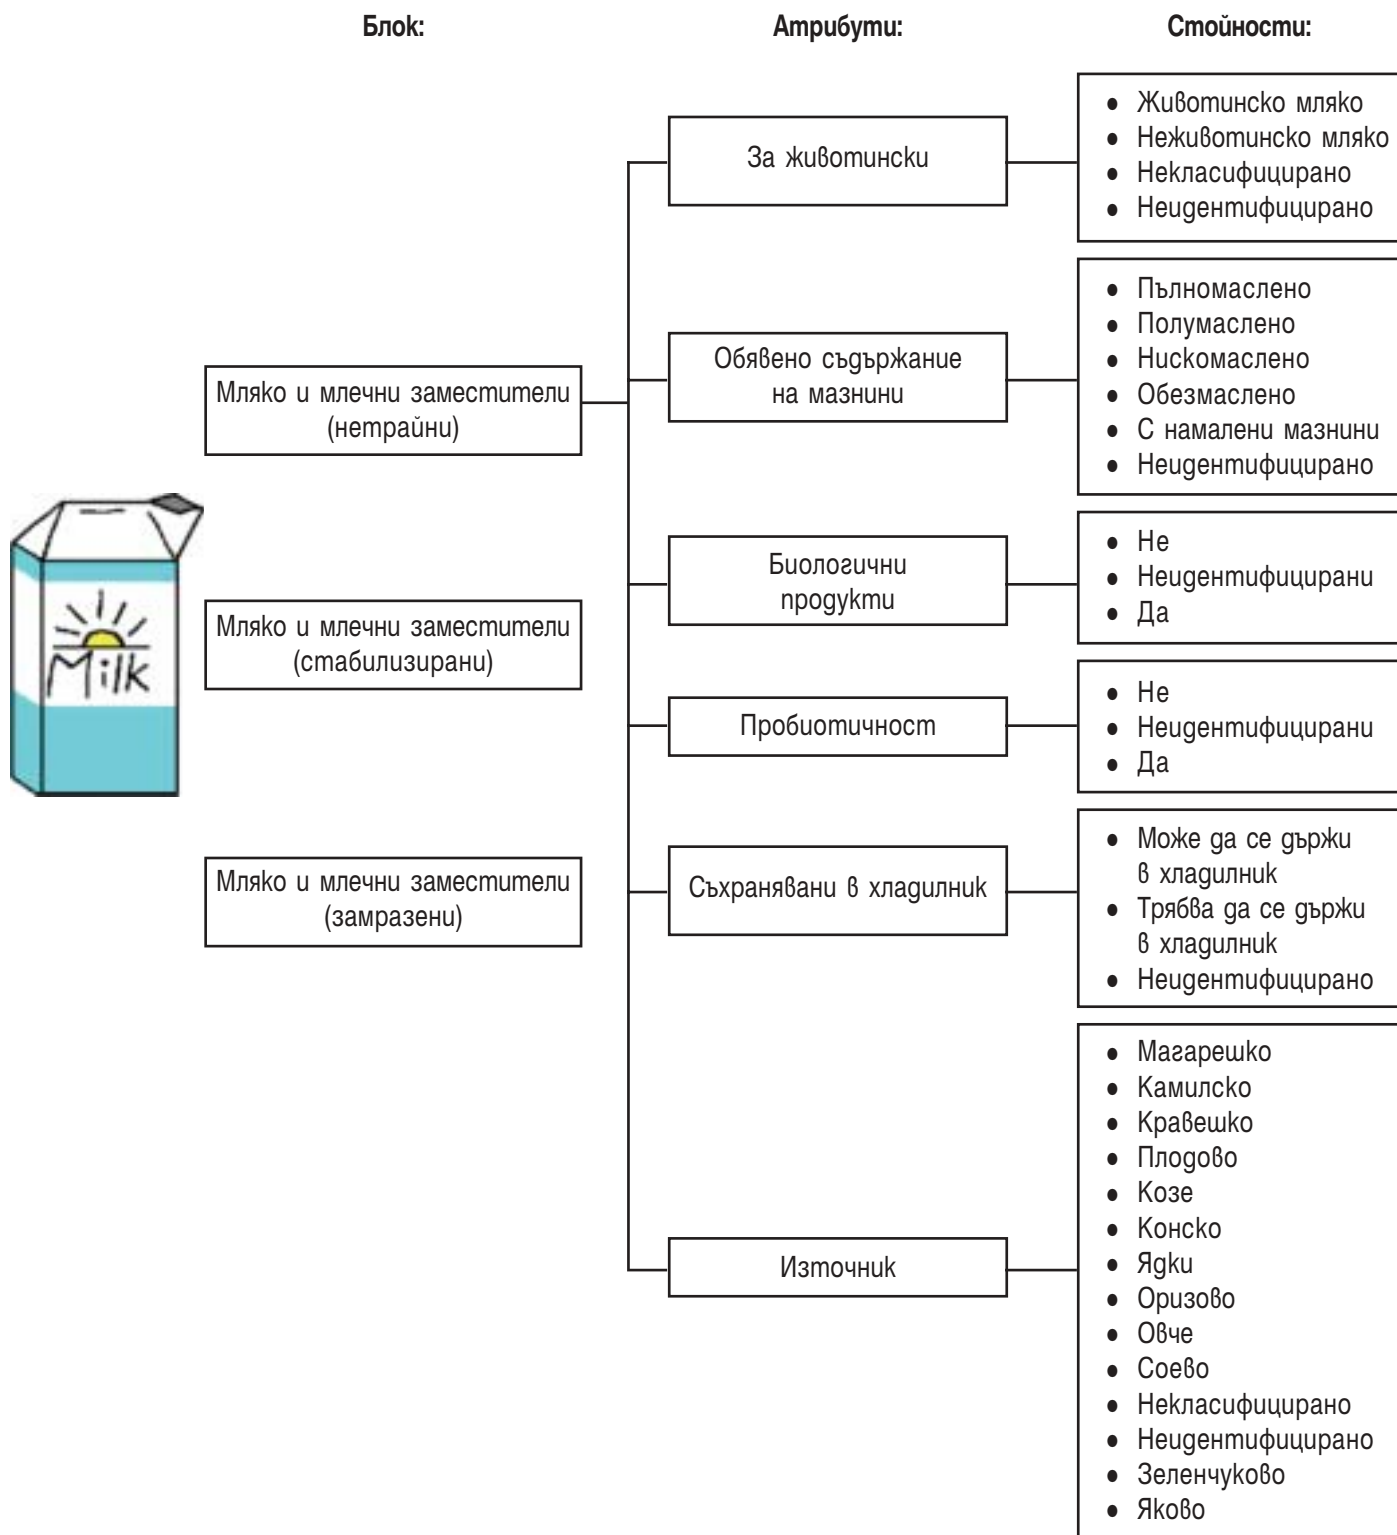 Блок:
Атрибути:
Стойности:
Мляко и млечни заместители
(нетрайни)
Milk
Мляко и млечни заместители
(стабилизирани)
Мляко и млечни заместители
(замразени)
За животински
• Животинско мляко
• Неживотинско мляко
• Некласифицирано
• Неидентифицирано
Обявено съдържание
на мазнини
• Пълномаслено
• Полумаслено
• Нискомаслено
• Обезмаслено
• С намалени мазнини
• Неидентифицирано
Биологични
продукти
• Не
• Неидентифицирани
• Да
Пробиотичност
• Не
• Неидентифицирани
• Да
Съхранявани в хладилник
• Може да се държи
в хладилник
• Трябва да се държи
в хладилник
• Неидентифицирано
Източник
• Магарешко
• Камилско
• Кравешко
• Плодово
• Козе
• Конско
• Ядки
• Оризово
• Овче
• Соево
• Некласифицирано
• Неидентифицирано
• Зеленчуково
• Яково